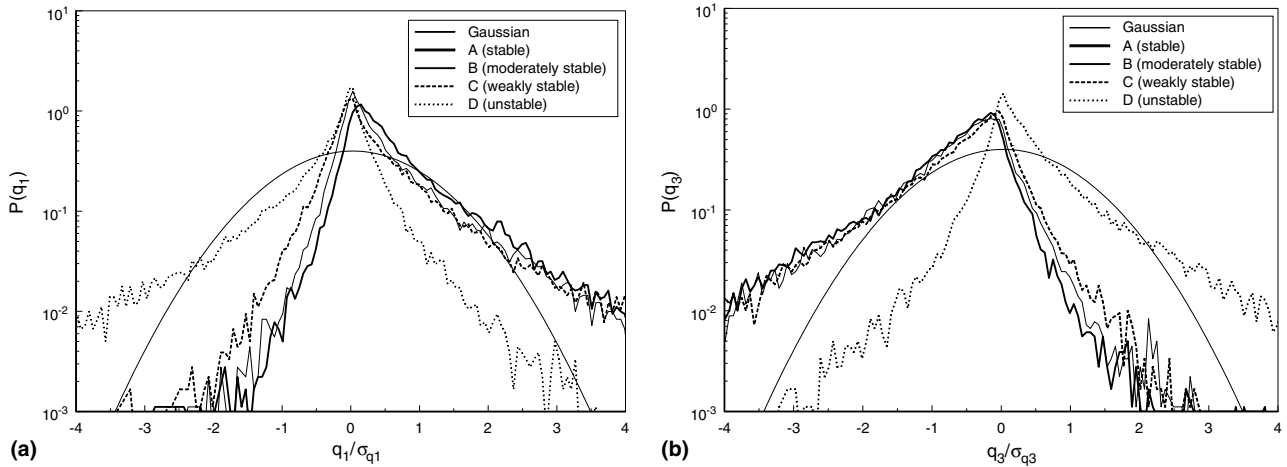 10¹
10⁰
10⁻¹
10⁻²
10⁻³
P(q₁)
Gaussian
A (stable)
B (moderately stable)
C (weakly stable)
D (unstable)
-4 -3 -2 -1 0 1 2 3 4
q₁/σq1
(a)
10¹
10⁰
10⁻¹
10⁻²
10⁻³
P(q₃)
Gaussian
A (stable)
B (moderately stable)
C (weakly stable)
D (unstable)
-4 -3 -2 -1 0 1 2 3 4
q₃/σq3
(b)